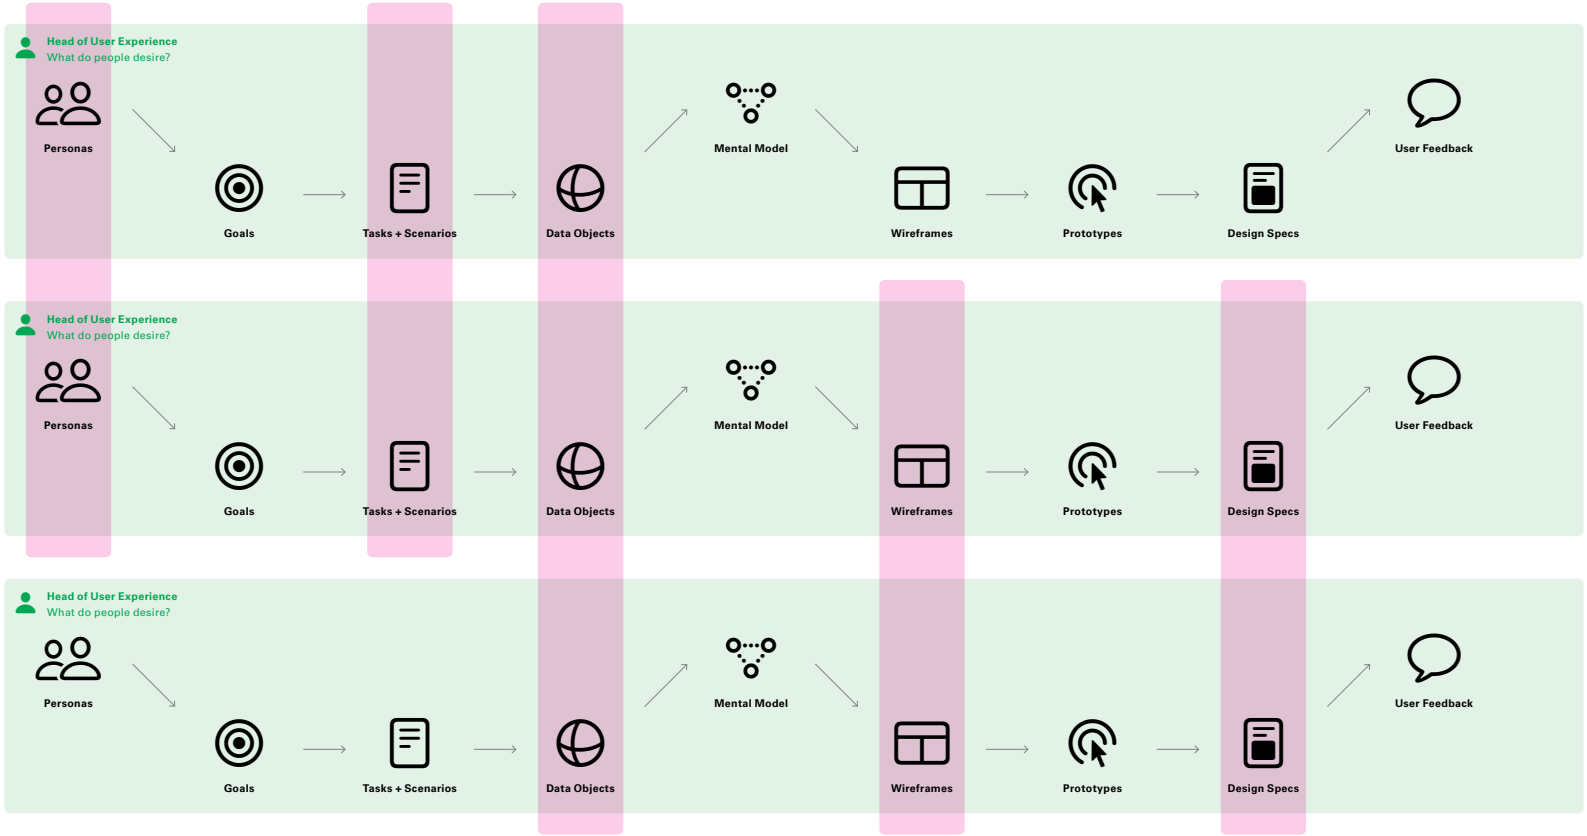 Head of User Experience
What do people desire?
Personas
Mental Model
User Feedback
Goals
Tasks + Scenarios
Data Objects
Wireframes
Prototypes
Design Specs
Head of User Experience
What do people desire?
Personas
Mental Model
User Feedback
Goals
Tasks + Scenarios
Data Objects
Wireframes
Prototypes
Design Specs
Head of User Experience
What do people desire?
Personas
Mental Model
User Feedback
Goals
Tasks + Scenarios
Data Objects
Wireframes
Prototypes
Design Specs